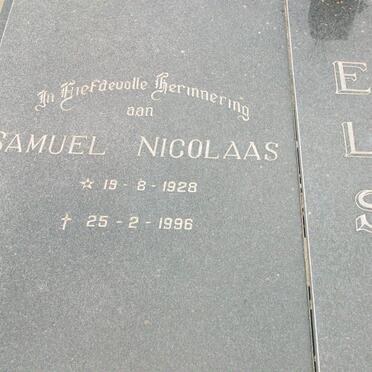 In Liefdevolle Herinnering
aan
SAMUEL NICOLAAS
☆ 19-8-1928
† 25-2-1996
E
L
S